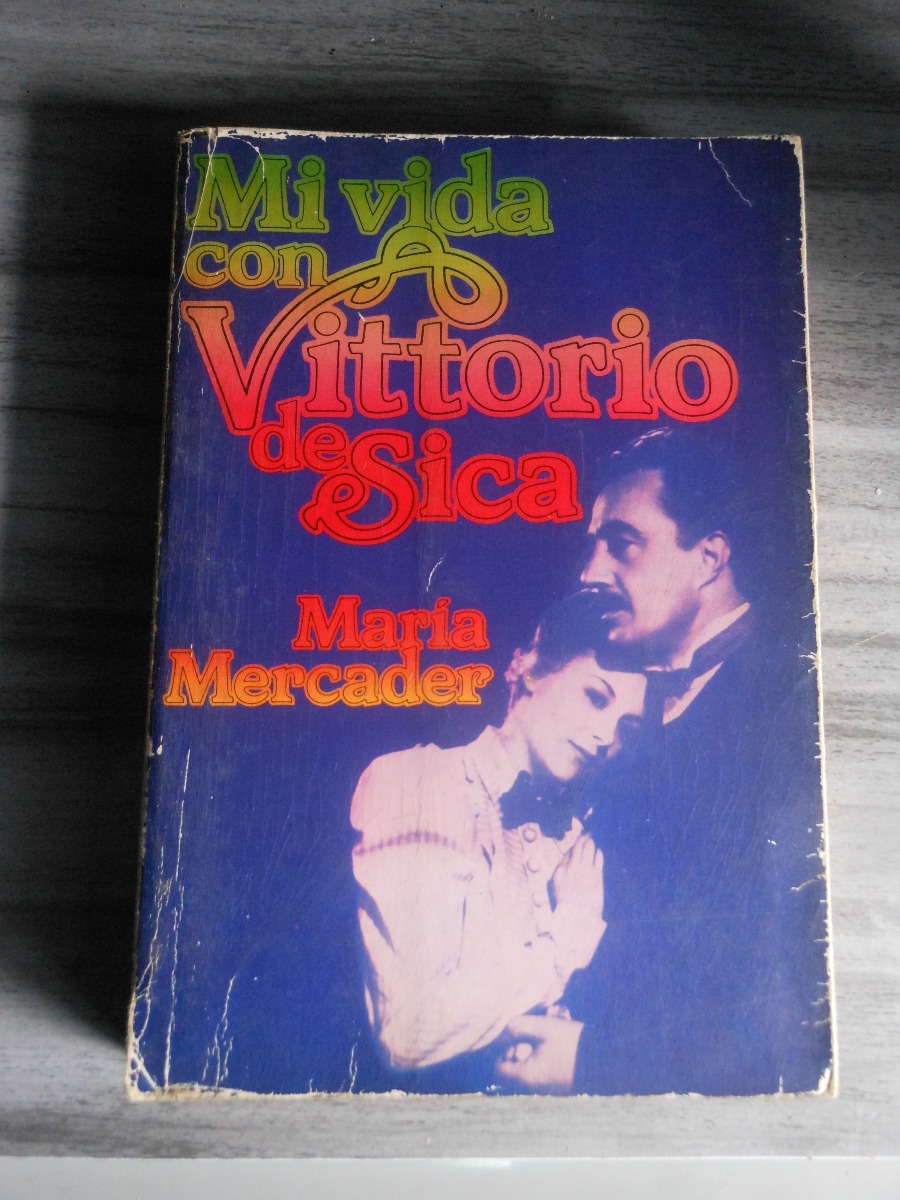 Mi vida
con
Vittorio
de Sica
María
Mercader